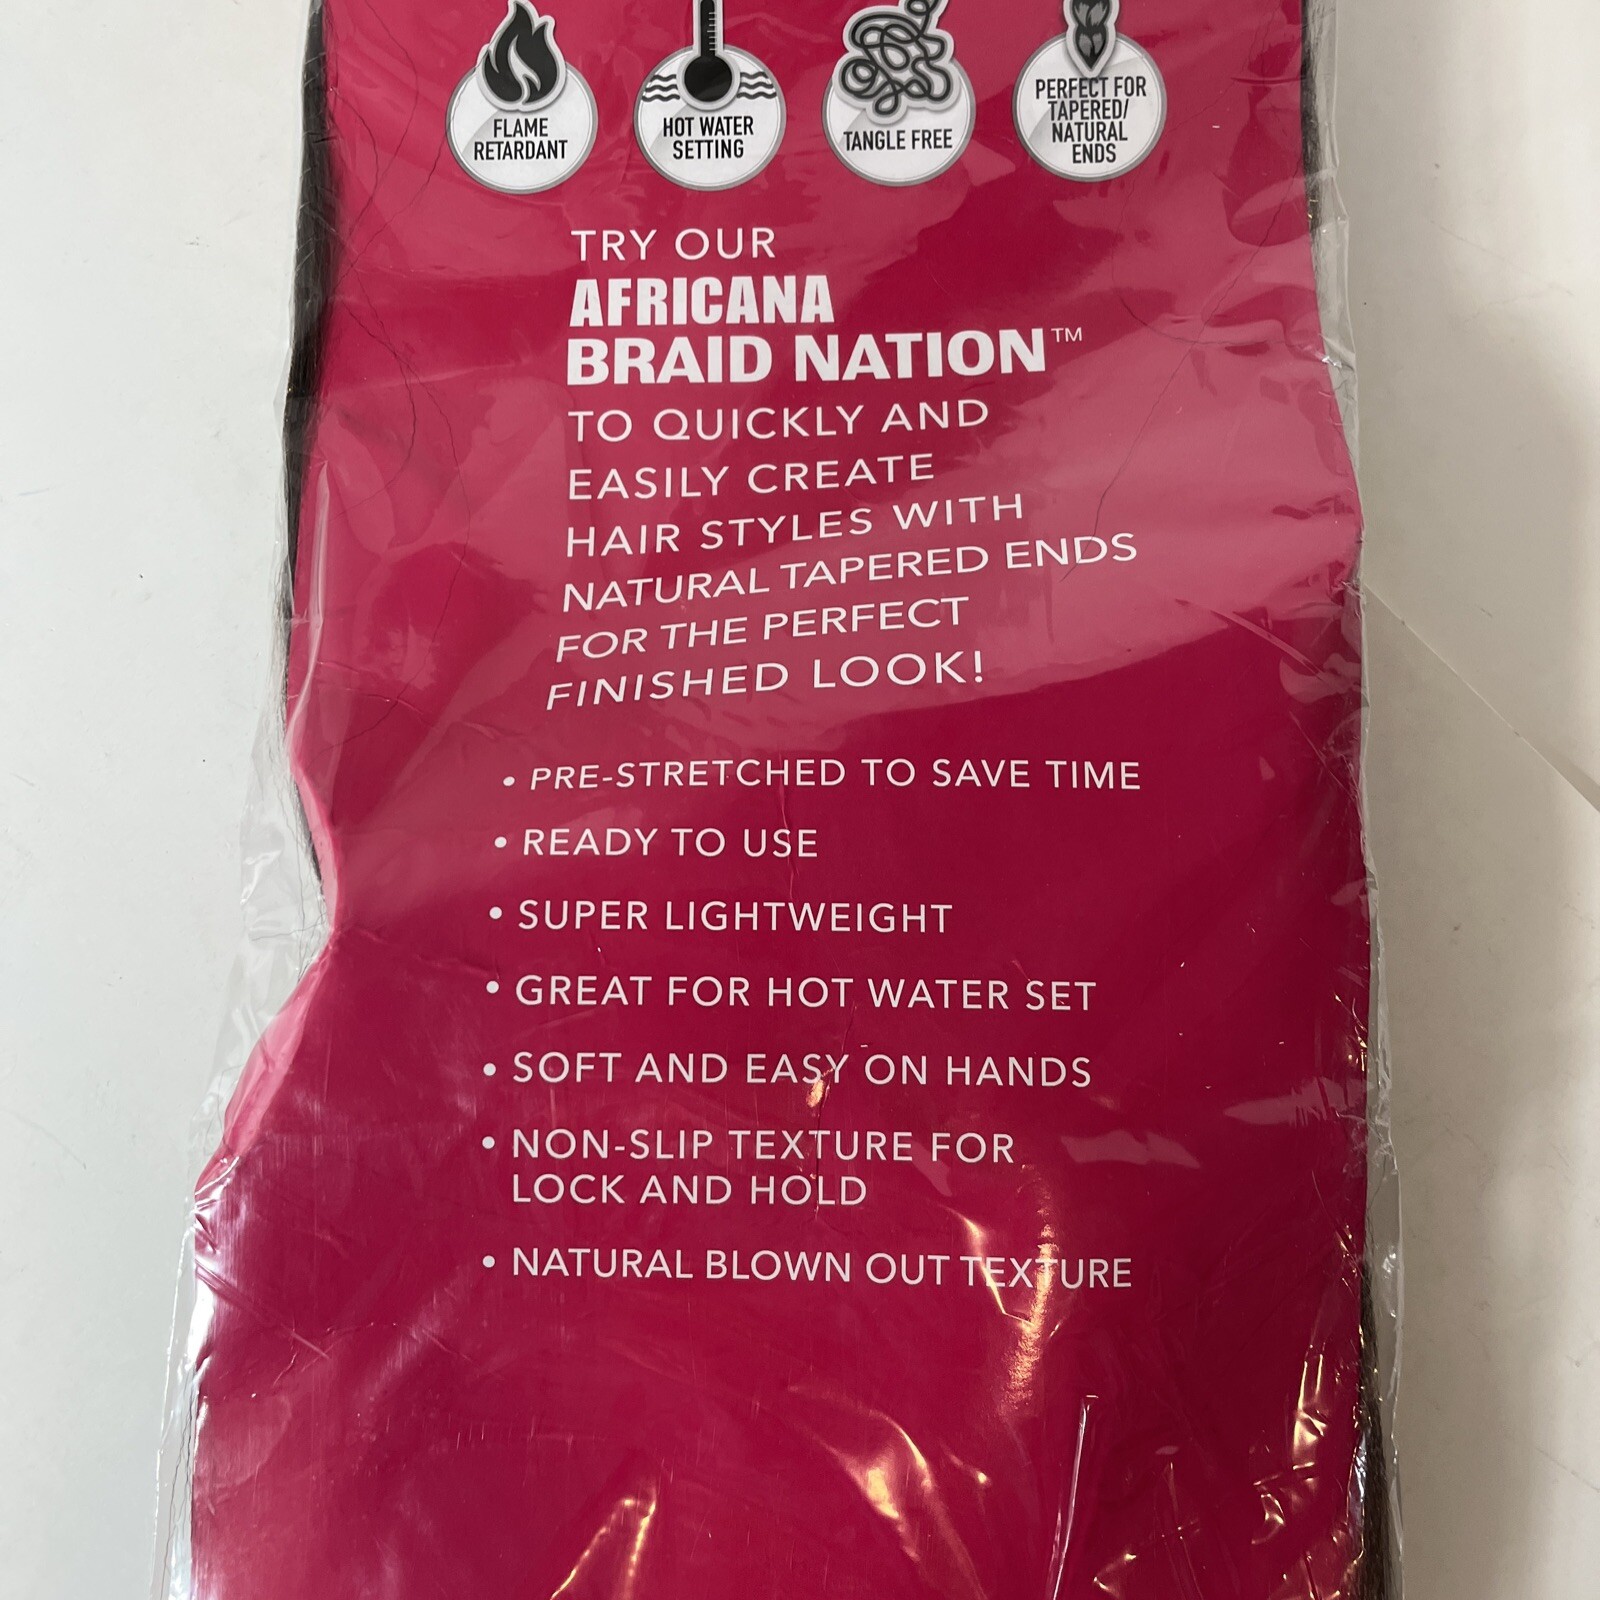 FLAME
RETARDANT
HOT WATER
SETTING
TANGLE FREE
PERFECT FOR
TAPERED/
NATURAL
ENDS
TRY OUR
AFRICANA
BRAID NATION™
TO QUICKLY AND
EASILY CREATE
HAIR STYLES WITH
NATURAL TAPERED ENDS
FOR THE PERFECT
FINISHED LOOK!
• PRE-STRETCHED TO SAVE TIME
• READY TO USE
• SUPER LIGHTWEIGHT
• GREAT FOR HOT WATER SET
• SOFT AND EASY ON HANDS
• NON-SLIP TEXTURE FOR
LOCK AND HOLD
• NATURAL BLOWN OUT TEXTURE